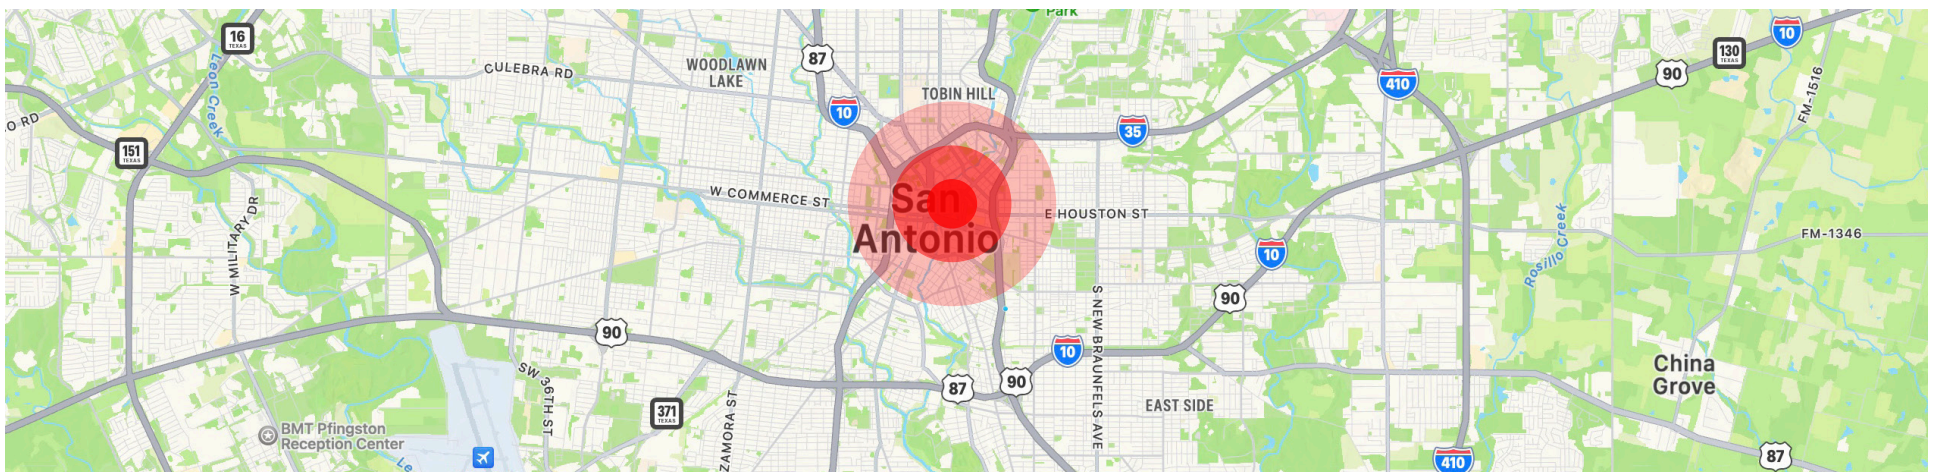 Park
16
TEXAS
87
10
130
TEXAS
90
WOODLAWN
LAKE
CULEBRA RD
410
FM-1516
TOBIN HILL
10
35
Leon Creek
O RD
151
TEXAS
San
Antonio
W COMMERCE ST
E HOUSTON ST
W MILITARY DR
FM-1346
Rosillo Creek
10
90
S NEW BRAUNFELS AVE
90
10
China
Grove
SW 36TH ST
87
90
371
TEXAS
ZAMORA ST
EAST SIDE
BMT Pfingston
Reception Center
Le
410
87